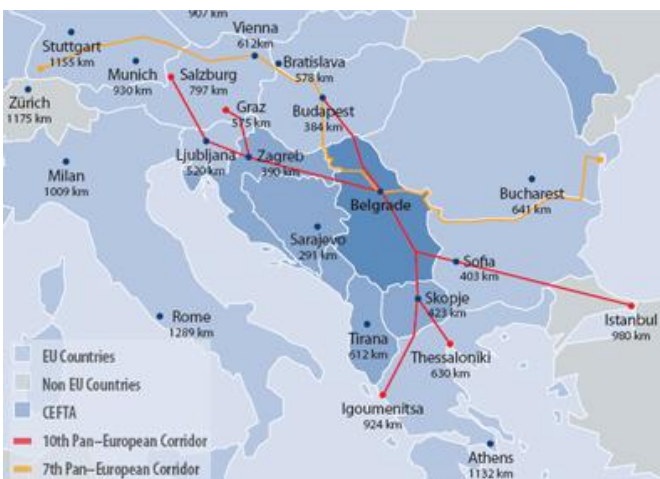 907 km
Vienna
612km
Stuttgart
1155 km
Bratislava
578 km
Munich
930 km
Salzburg
797 km
Zürich
1175 km
Graz
575 km
Budapest
384 km
Ljubljana
520 km
Zagreb
390 km
Milan
1009 km
Belgrade
Bucharest
641 km
Sarajevo
291 km
Sofia
403 km
Skopje
423 km
Istanbul
980 km
Rome
1289 km
Tirana
612 km
Thessaloniki
630 km
Igoumenitsa
924 km
Athens
1132 km
EU Countries
Non EU Countries
CEFTA
10th Pan–European Corridor
7th Pan–European Corridor